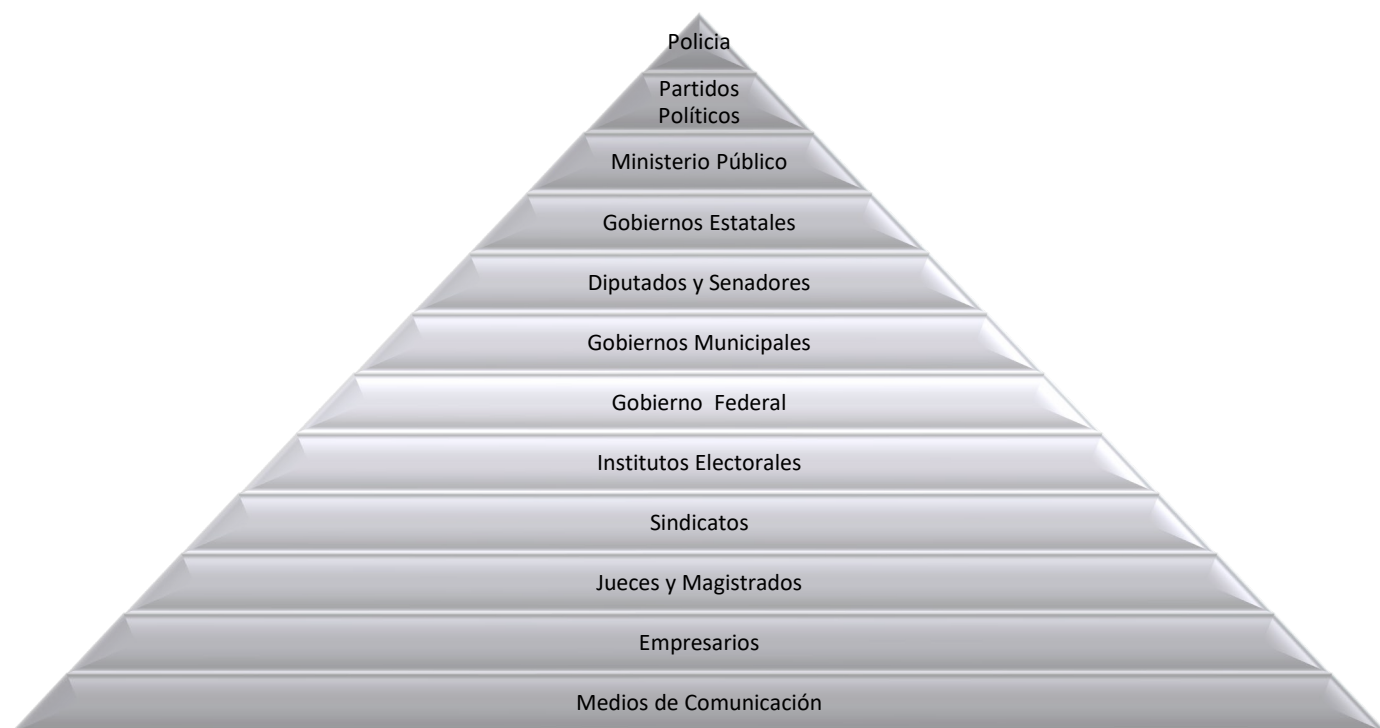 Policia
Partidos
Políticos
Ministerio Público
Gobiernos Estatales
Diputados y Senadores
Gobiernos Municipales
Gobierno  Federal
Institutos Electorales
Sindicatos
Jueces y Magistrados
Empresarios
Medios de Comunicación